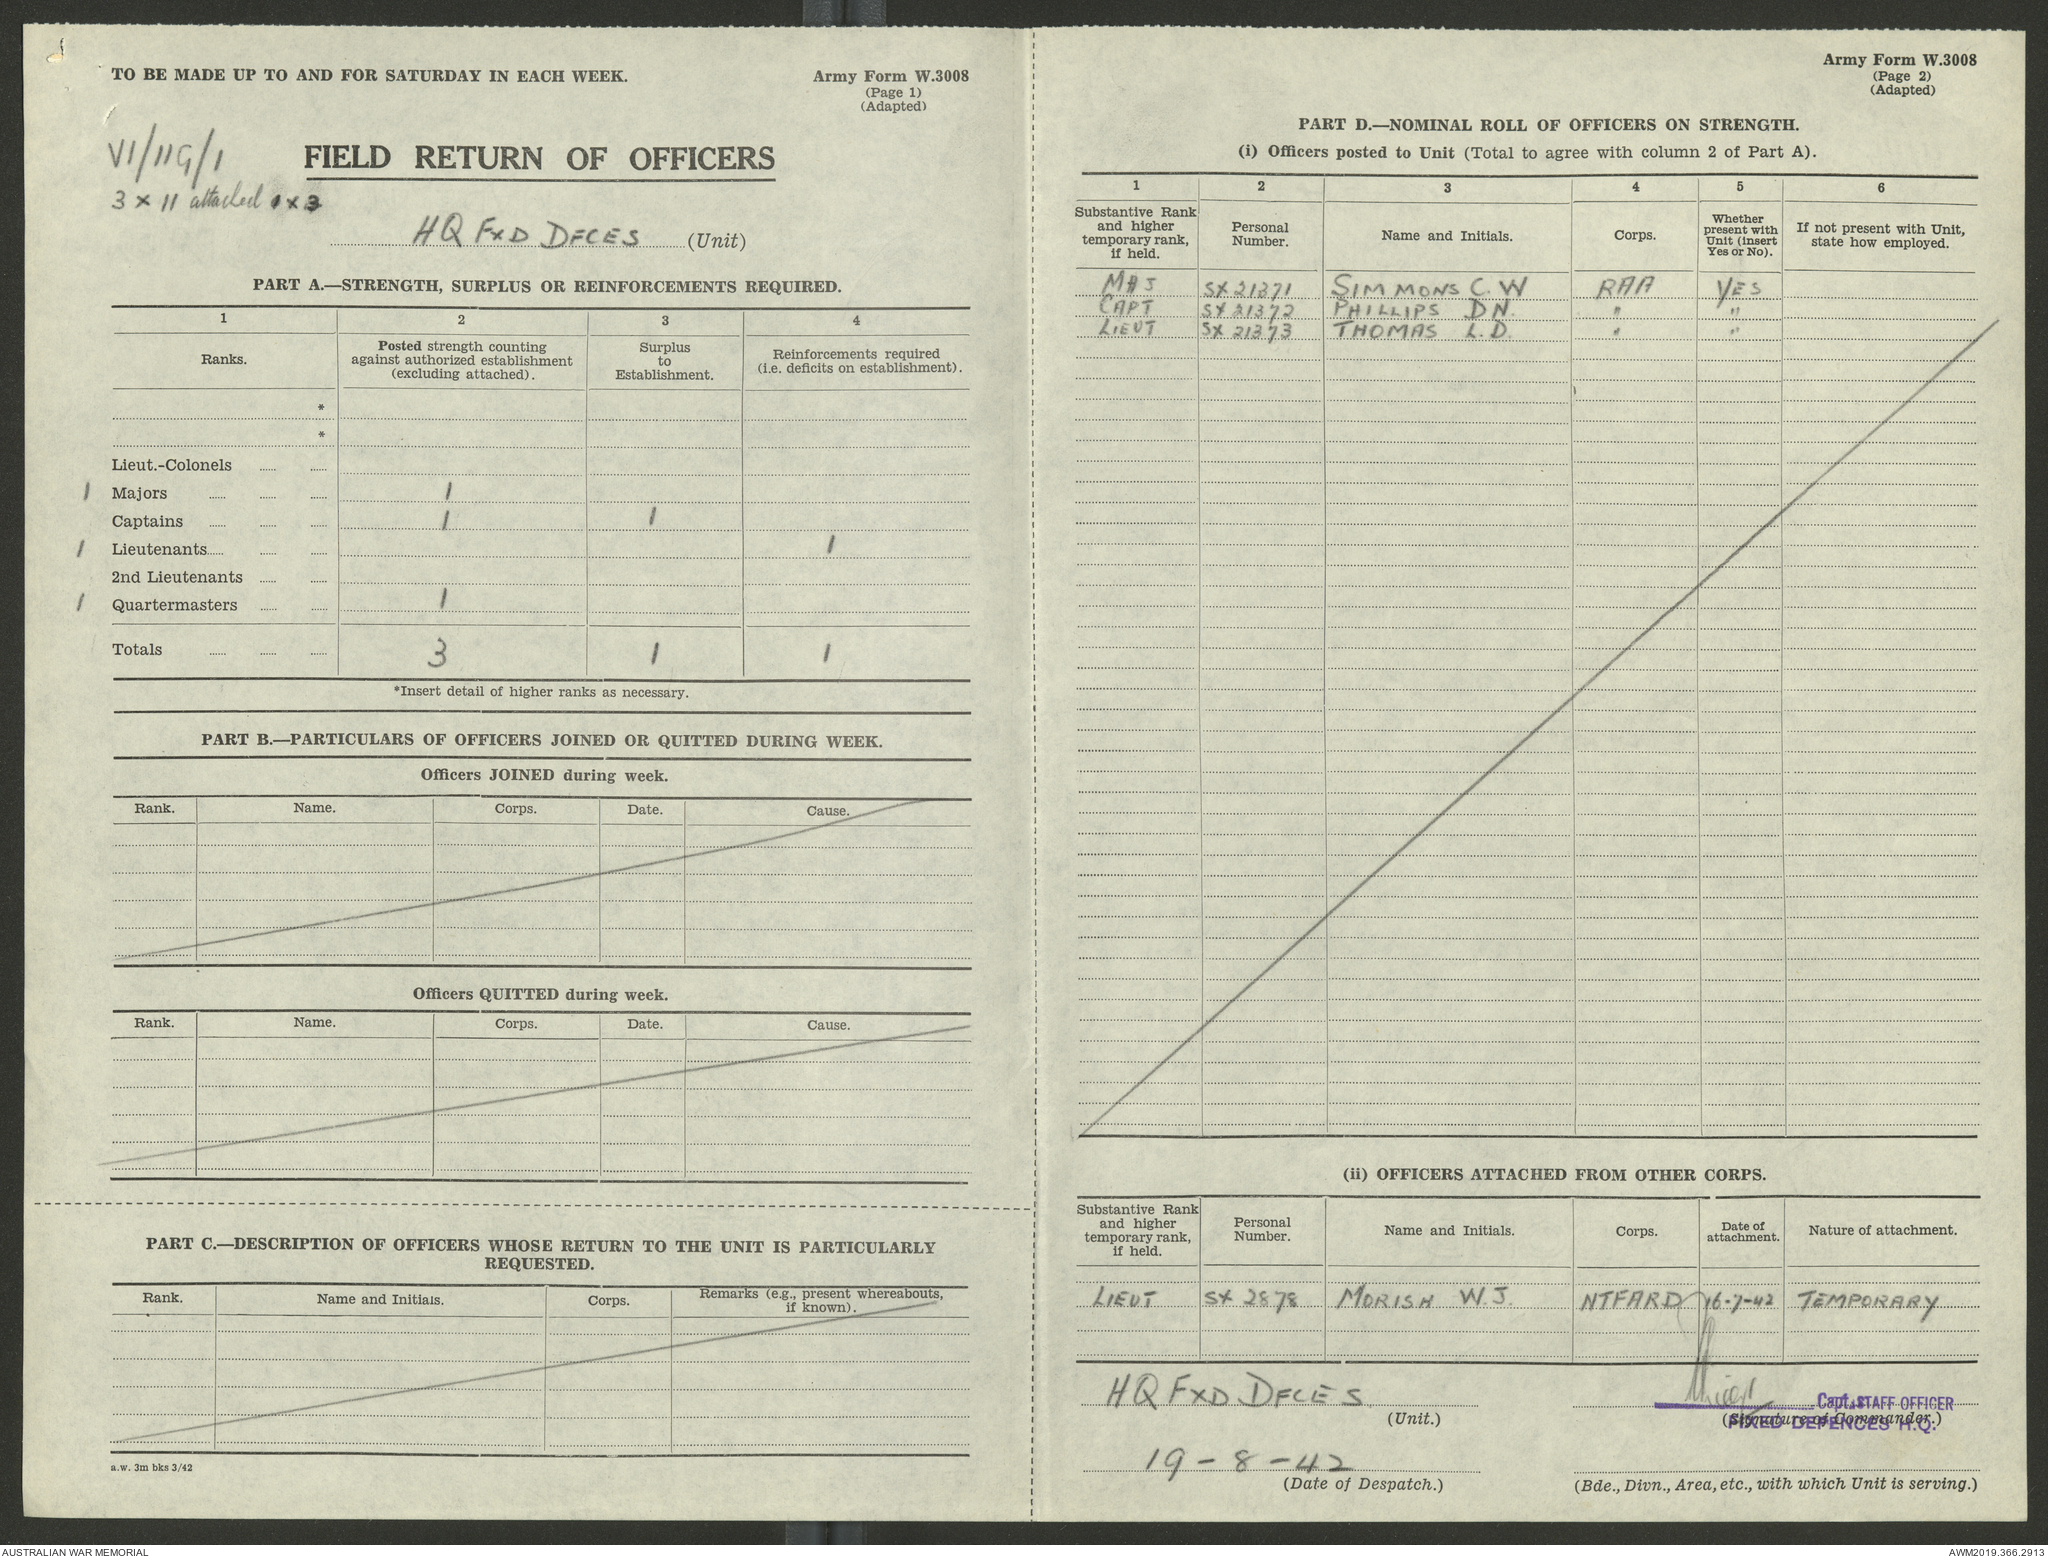 TO BE MADE UP TO AND FOR SATURDAY IN EACH WEEK.
Army Form W.3008
(Page 1)
(Adapted)
VI/11G/1
3 x 11 attached 1 x 3
FIELD RETURN OF OFFICERS
HQ FXD DFCES (Unit)
PART A.—STRENGTH, SURPLUS OR REINFORCEMENTS REQUIRED.
1 2 3 4
Ranks.
Posted strength counting against authorized establishment (excluding attached).
Surplus to Establishment.
Reinforcements required (i.e. deficits on establishment).
*
*
Lieut.-Colonels
1 Majors 1
Captains 1 1
1 Lieutenants 1
2nd Lieutenants
1 Quartermasters 1
Totals 3 1 1
*Insert detail of higher ranks as necessary.
PART B.—PARTICULARS OF OFFICERS JOINED OR QUITTED DURING WEEK.
Officers JOINED during week.
Rank. Name. Corps. Date. Cause.
Officers QUITTED during week.
Rank. Name. Corps. Date. Cause.
PART C.—DESCRIPTION OF OFFICERS WHOSE RETURN TO THE UNIT IS PARTICULARLY
REQUESTED.
Rank. Name and Initials. Corps. Remarks (e.g., present whereabouts, if known).
a.w. 3m bks 3/42
Army Form W.3008
(Page 2)
(Adapted)
PART D.—NOMINAL ROLL OF OFFICERS ON STRENGTH.
(i) Officers posted to Unit (Total to agree with column 2 of Part A).
1 2 3 4 5 6
Substantive Rank and higher temporary rank, if held.
Personal Number.
Name and Initials.
Corps.
Whether present with Unit (insert Yes or No).
If not present with Unit, state how employed.
MAJ SX21371 SIMMONS C.W RAA YES
CAPT SX21372 PHILLIPS D N. " "
LIEUT SX21373 THOMAS L.D. " "
(ii) OFFICERS ATTACHED FROM OTHER CORPS.
Substantive Rank and higher temporary rank, if held.
Personal Number.
Name and Initials.
Corps.
Date of attachment.
Nature of attachment.
LIEUT SX 2878 MORISH W.J. NTFARD 16-7-42 TEMPORARY
HQ FXD DFCES
(Unit.)
Capt. STAFF OFFICER
(Signature of Commander.)
FIXED DEFENCES H.Q.
19-8-42
(Date of Despatch.)
(Bde., Divn., Area, etc., with which Unit is serving.)
AUSTRALIAN WAR MEMORIAL
AWM2019.366.2913